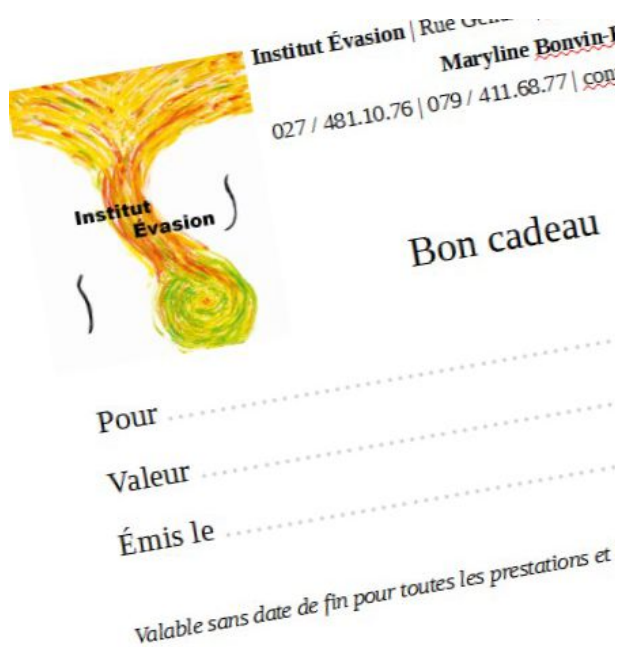 Institut Évasion | Rue
Maryline Bonvin-
027 / 481.10.76 | 079 / 411.68.77 |
Institut
Évasion
Bon cadeau
Pour
Valeur
Émis le
Valable sans date de fin pour toutes les prestations et